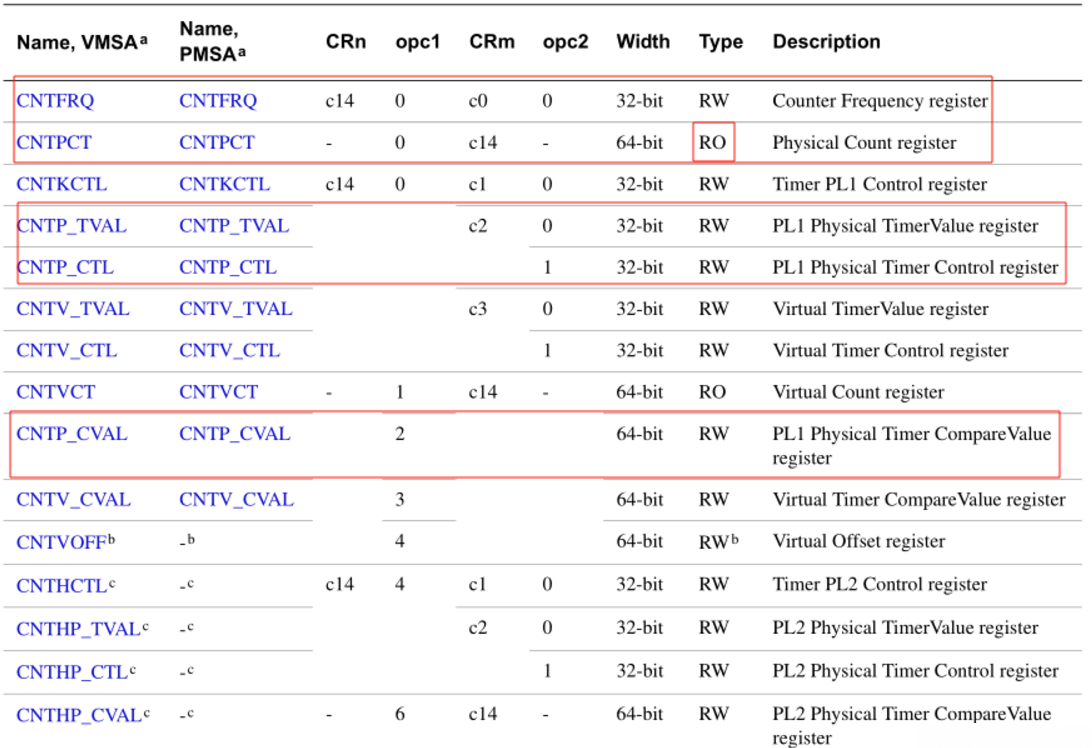 Name, VMSAa Name, PMSAa CRn opc1 CRm opc2 Width Type Description
CNTFRQ CNTFRQ c14 0 c0 0 32-bit RW Counter Frequency register
CNTPCT CNTPCT - 0 c14 - 64-bit RO Physical Count register
CNTKCTL CNTKCTL c14 0 c1 0 32-bit RW Timer PL1 Control register
CNTP_TVAL CNTP_TVAL c2 0 32-bit RW PL1 Physical TimerValue register
CNTP_CTL CNTP_CTL 1 32-bit RW PL1 Physical Timer Control register
CNTV_TVAL CNTV_TVAL c3 0 32-bit RW Virtual TimerValue register
CNTV_CTL CNTV_CTL 1 32-bit RW Virtual Timer Control register
CNTVCT CNTVCT - 1 c14 - 64-bit RO Virtual Count register
CNTP_CVAL CNTP_CVAL 2 64-bit RW PL1 Physical Timer CompareValue
register
CNTV_CVAL CNTV_CVAL 3 64-bit RW Virtual Timer CompareValue register
CNTVOFFb -b 4 64-bit RWb Virtual Offset register
CNTHCTLc -c c14 4 c1 0 32-bit RW Timer PL2 Control register
CNTHP_TVALc -c c2 0 32-bit RW PL2 Physical TimerValue register
CNTHP_CTLc -c 1 32-bit RW PL2 Physical Timer Control register
CNTHP_CVALc -c - 6 c14 - 64-bit RW PL2 Physical Timer CompareValue
register